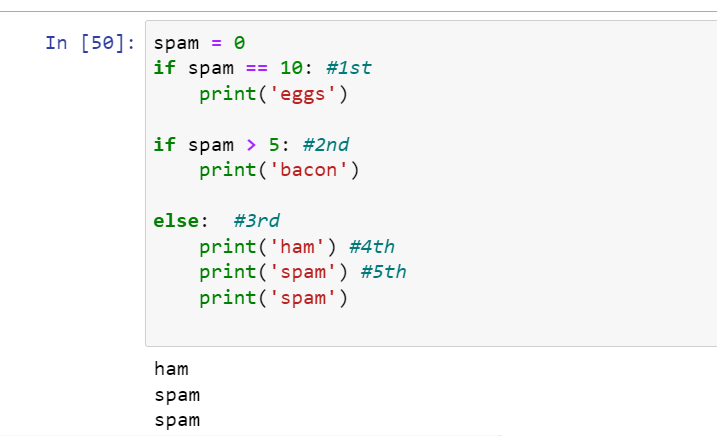 In [50]: spam = 0
if spam == 10: #1st
    print('eggs')
if spam > 5: #2nd
    print('bacon')
else:  #3rd
    print('ham') #4th
    print('spam') #5th
    print('spam')
ham
spam
spam